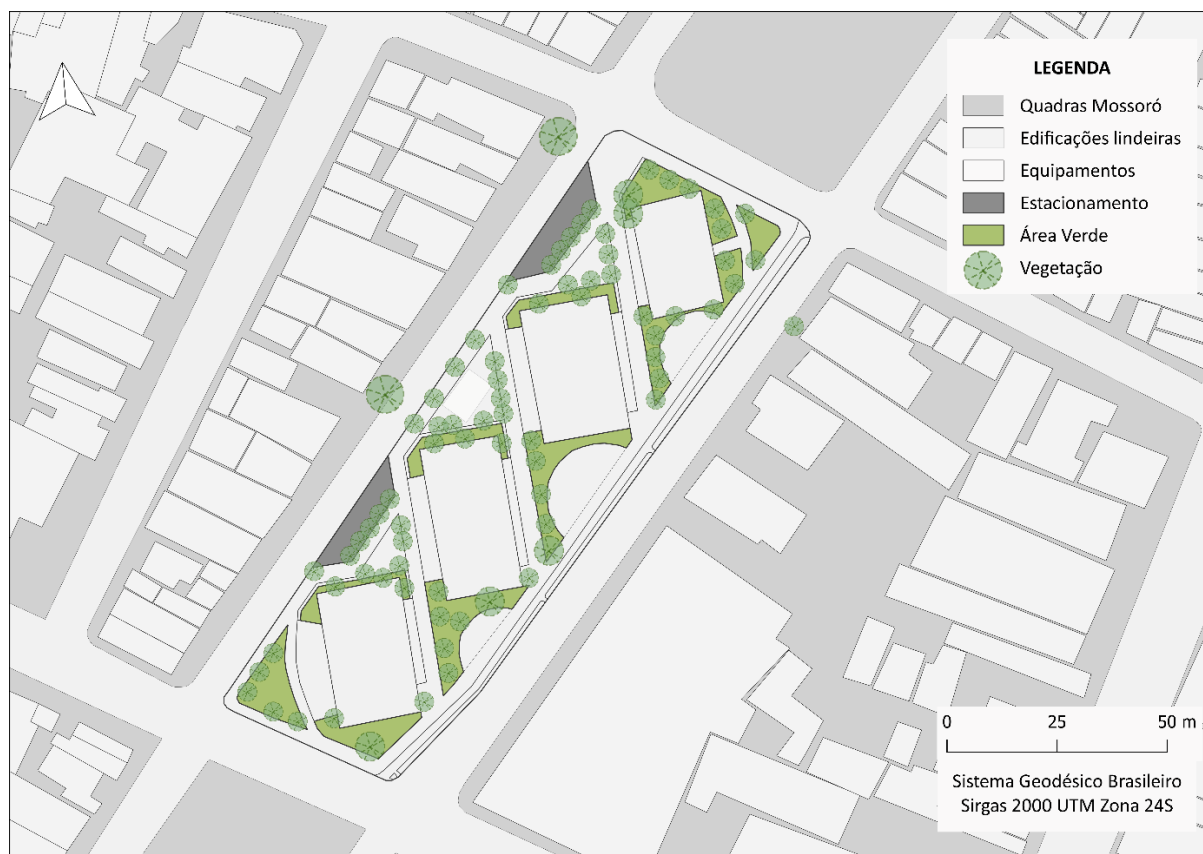 LEGENDA
Quadras Mossoró
Edificações lindeiras
Equipamentos
Estacionamento
Área Verde
Vegetação
0 25 50 m
Sistema Geodésico Brasileiro
Sirgas 2000 UTM Zona 24S